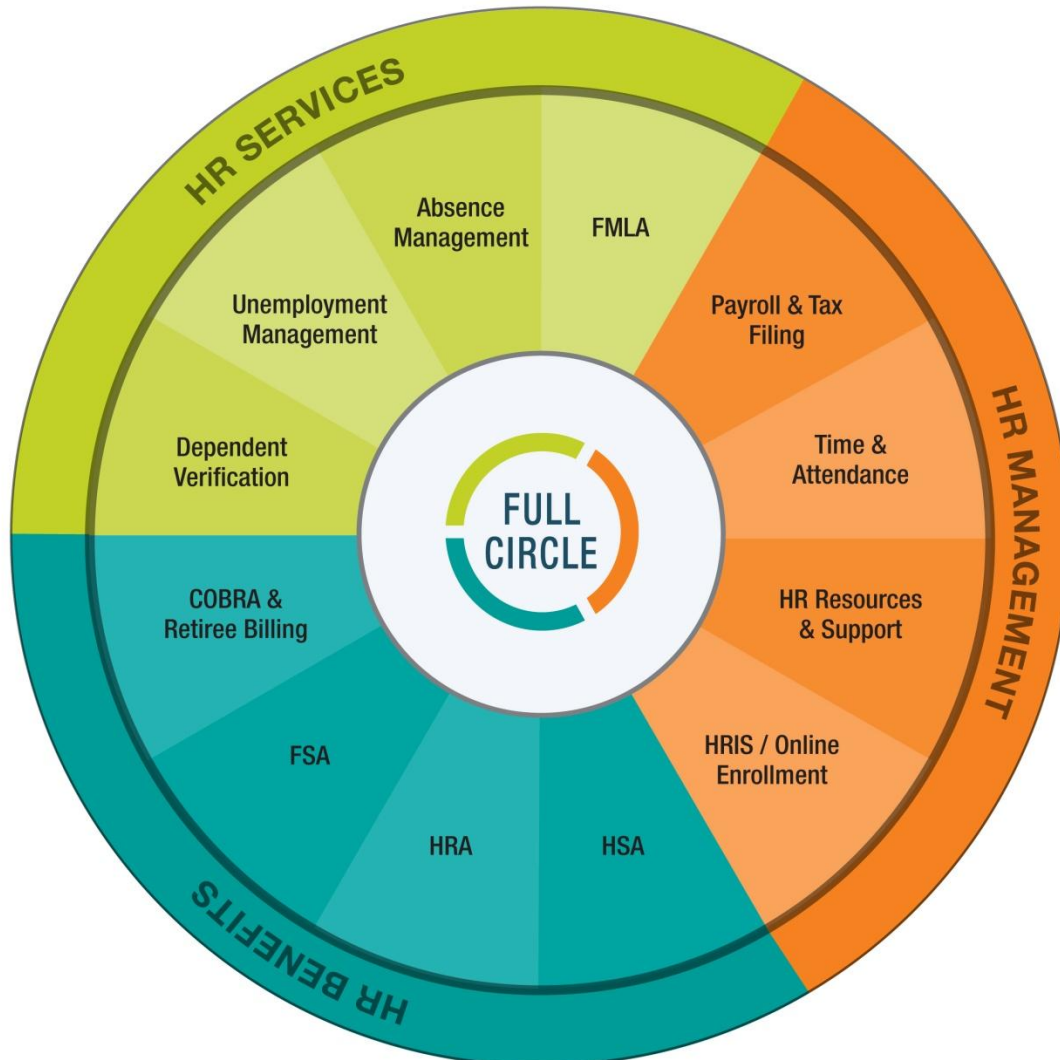 HR SERVICES
Absence
Management
FMLA
Unemployment
Management
Dependent
Verification
HR MANAGEMENT
Payroll & Tax
Filing
Time &
Attendance
HR Resources
& Support
HRIS / Online
Enrollment
HR BENEFITS
COBRA &
Retiree Billing
FSA
HRA
HSA
FULL
CIRCLE